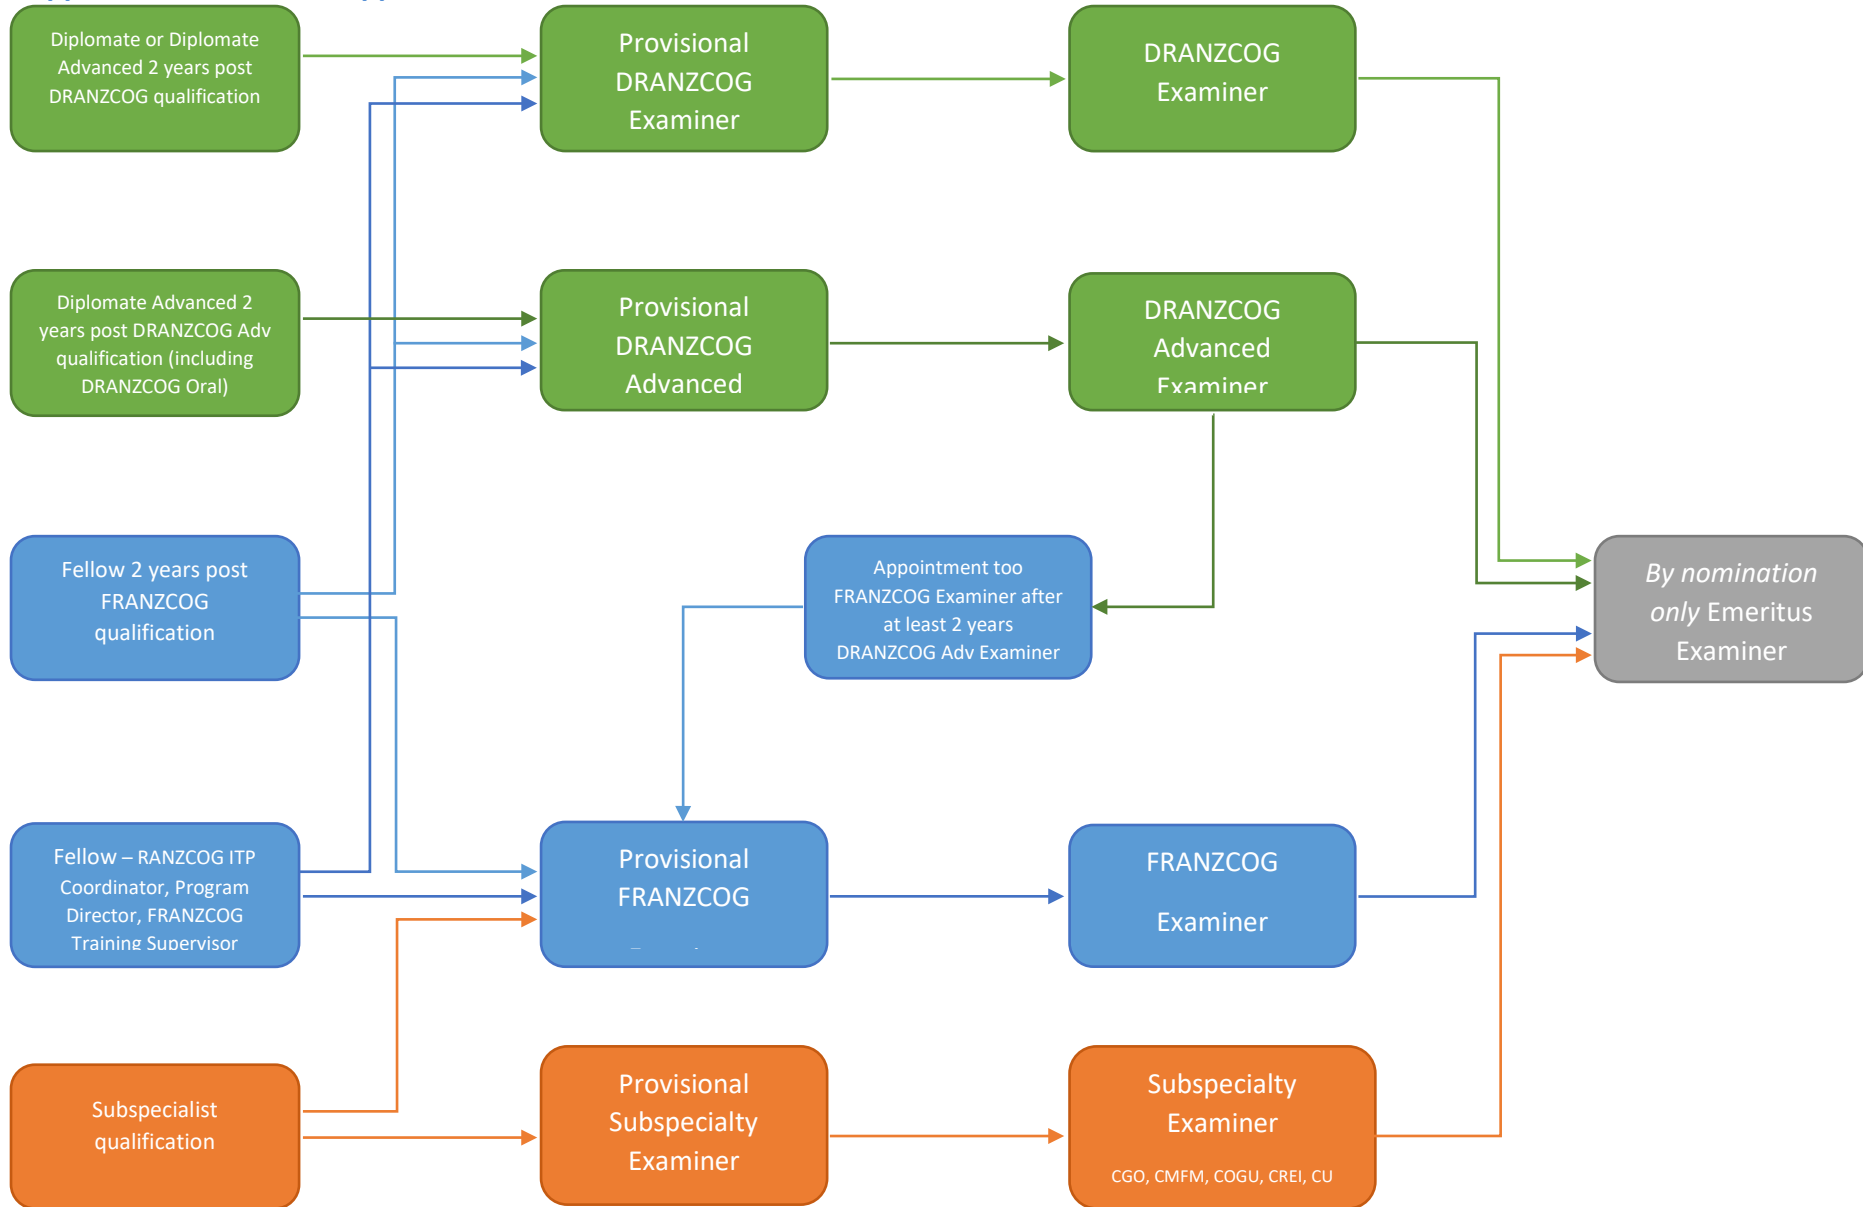 Diplomate or Diplomate
Advanced 2 years post
DRANZCOG qualification
Provisional
DRANZCOG
Examiner
DRANZCOG
Examiner
Diplomate Advanced 2
years post DRANZCOG Adv
qualification (including
DRANZCOG Oral)
Provisional
DRANZCOG
Advanced
DRANZCOG
Advanced
Examiner
Fellow 2 years post
FRANZCOG
qualification
Appointment too
FRANZCOG Examiner after
at least 2 years
DRANZCOG Adv Examiner
By nomination
only Emeritus
Examiner
Fellow – RANZCOG ITP
Coordinator, Program
Director, FRANZCOG
Training Supervisor
Provisional
FRANZCOG
FRANZCOG
Examiner
Subspecialist
qualification
Provisional
Subspecialty
Examiner
Subspecialty
Examiner
CGO, CMFM, COGU, CREI, CU